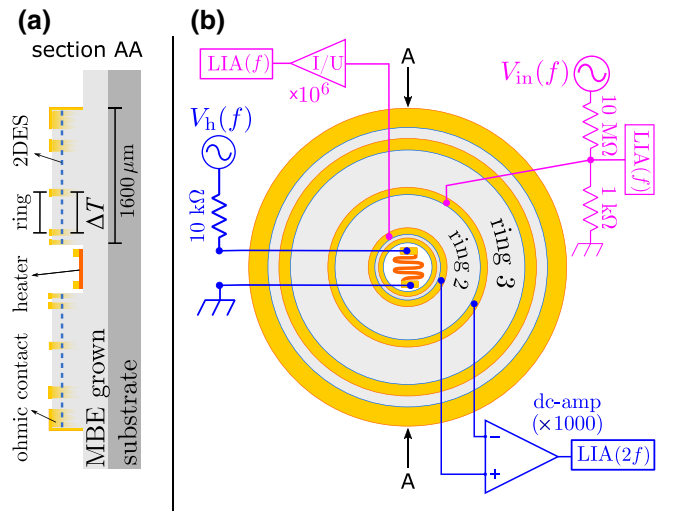 (a)
section AA
2DES
ring
ΔT
1600 μm
heater
ohmic contact
MBE grown
substrate
(b)
LIA(f)
I/U
×10⁶
A
V_in(f)
10 MΩ
LIA(f)
1 kΩ
V_h(f)
10 kΩ
ring 2
ring 3
dc-amp
(×1000)
−
+
LIA(2f)
A